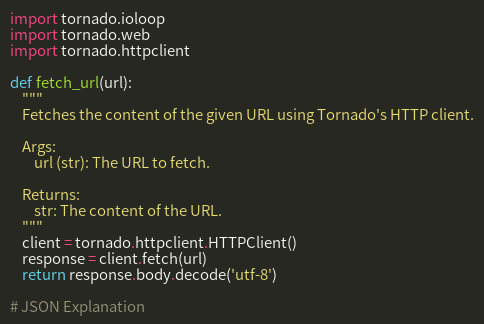 import tornado.ioloop
import tornado.web
import tornado.httpclient

def fetch_url(url):
    """
    Fetches the content of the given URL using Tornado's HTTP client.

    Args:
        url (str): The URL to fetch.

    Returns:
        str: The content of the URL.
    """
    client = tornado.httpclient.HTTPClient()
    response = client.fetch(url)
    return response.body.decode('utf-8')

# JSON Explanation